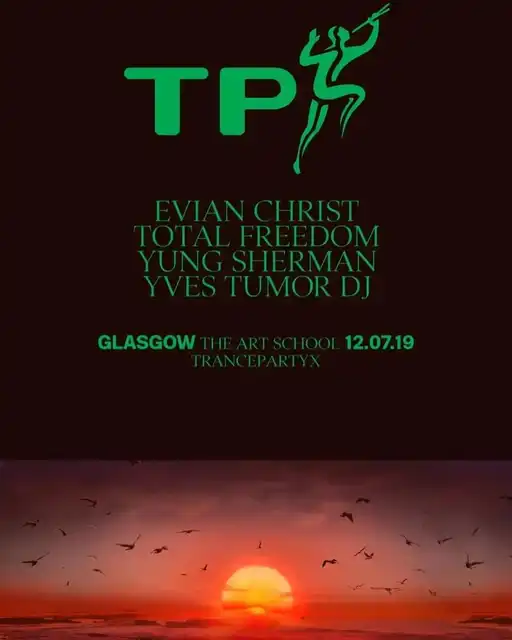 TP
EVIAN CHRIST
TOTAL FREEDOM
YUNG SHERMAN
YVES TUMOR DJ
GLASGOW THE ART SCHOOL 12.07.19
TRANCEPARTYX